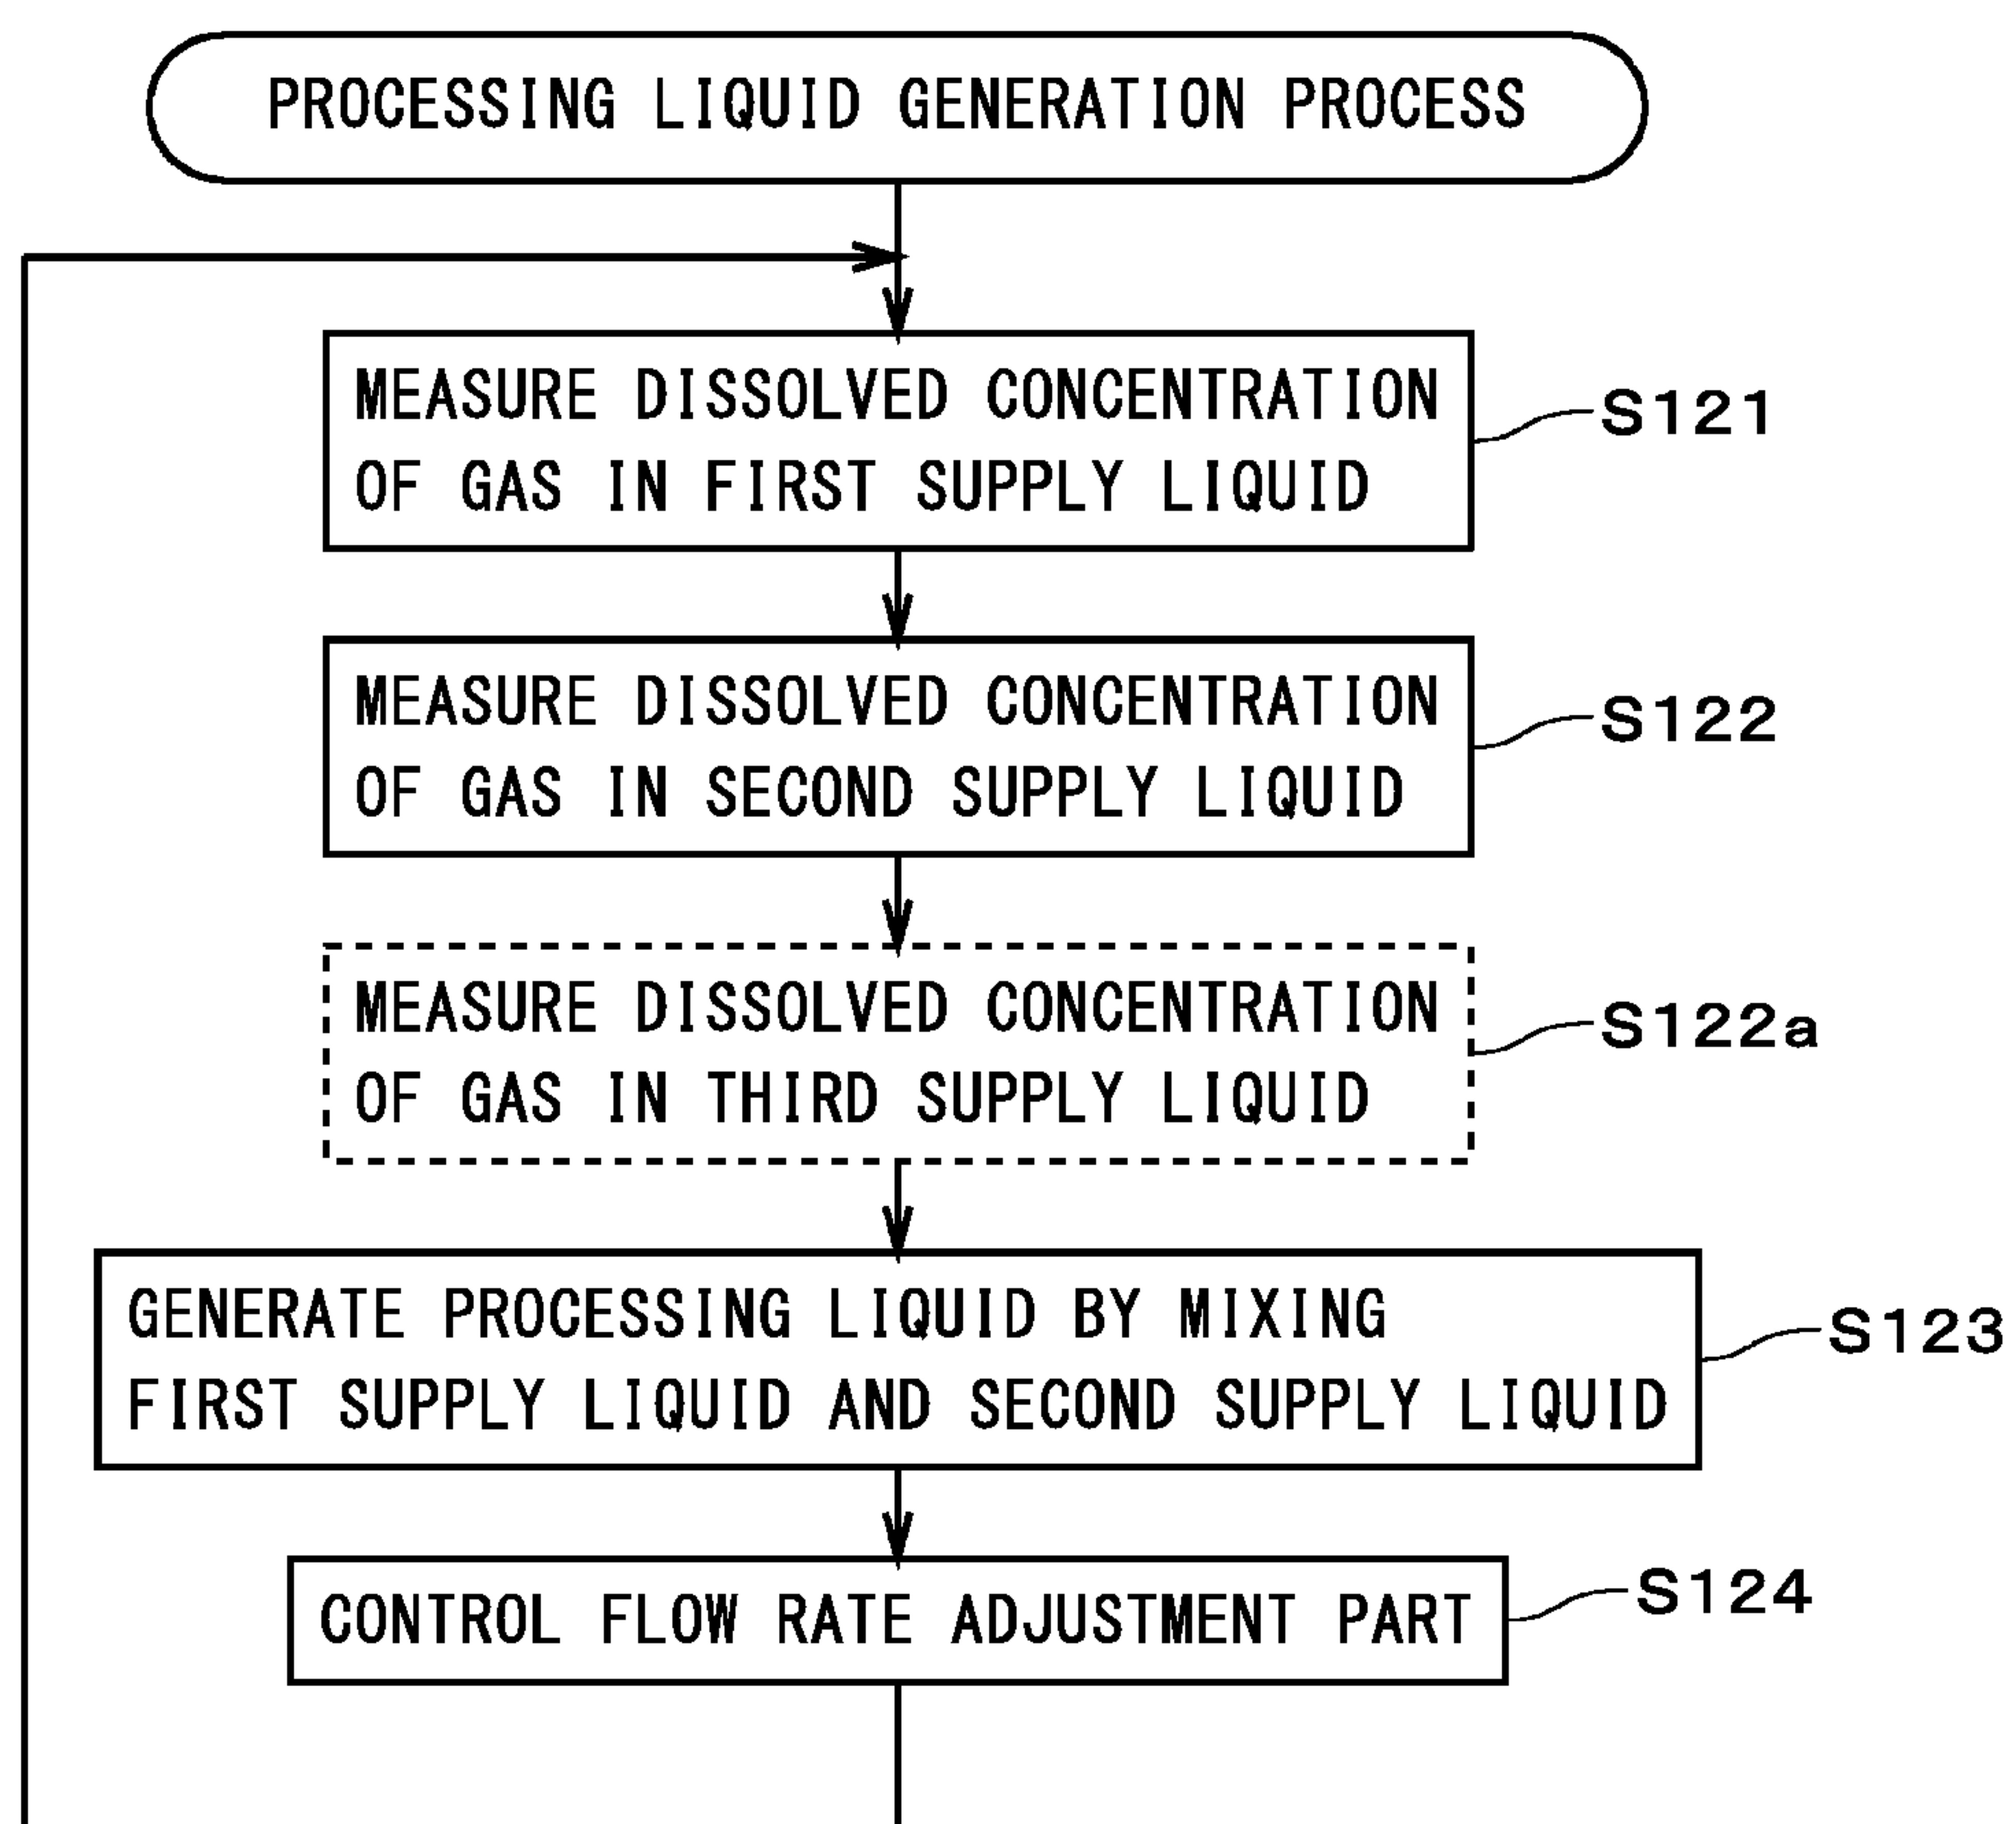 PROCESSING LIQUID GENERATION PROCESS
MEASURE DISSOLVED CONCENTRATION
OF GAS IN FIRST SUPPLY LIQUID
S121
MEASURE DISSOLVED CONCENTRATION
OF GAS IN SECOND SUPPLY LIQUID
S122
MEASURE DISSOLVED CONCENTRATION
OF GAS IN THIRD SUPPLY LIQUID
S122a
GENERATE PROCESSING LIQUID BY MIXING
FIRST SUPPLY LIQUID AND SECOND SUPPLY LIQUID
S123
CONTROL FLOW RATE ADJUSTMENT PART
S124